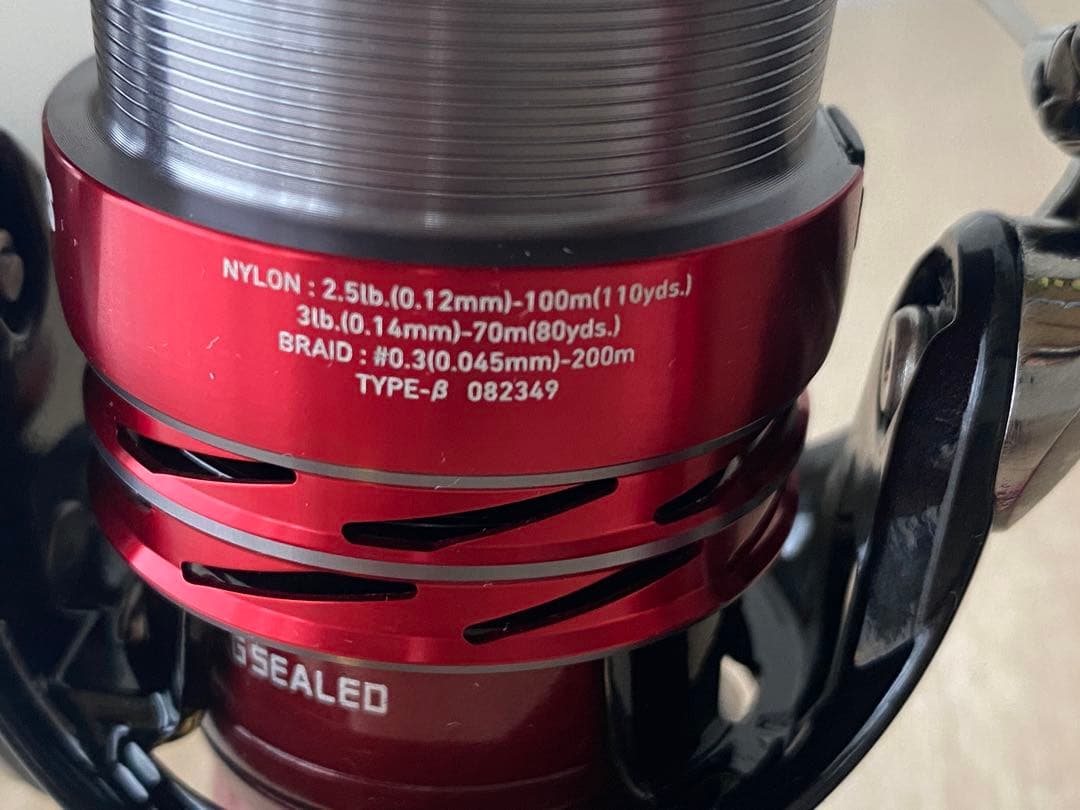 NYLON : 2.5lb.(0.12mm)-100m(110yds.)
3lb.(0.14mm)-70m(80yds.)
BRAID : #0.3(0.045mm)-200m
TYPE-β 082349
G SEALED